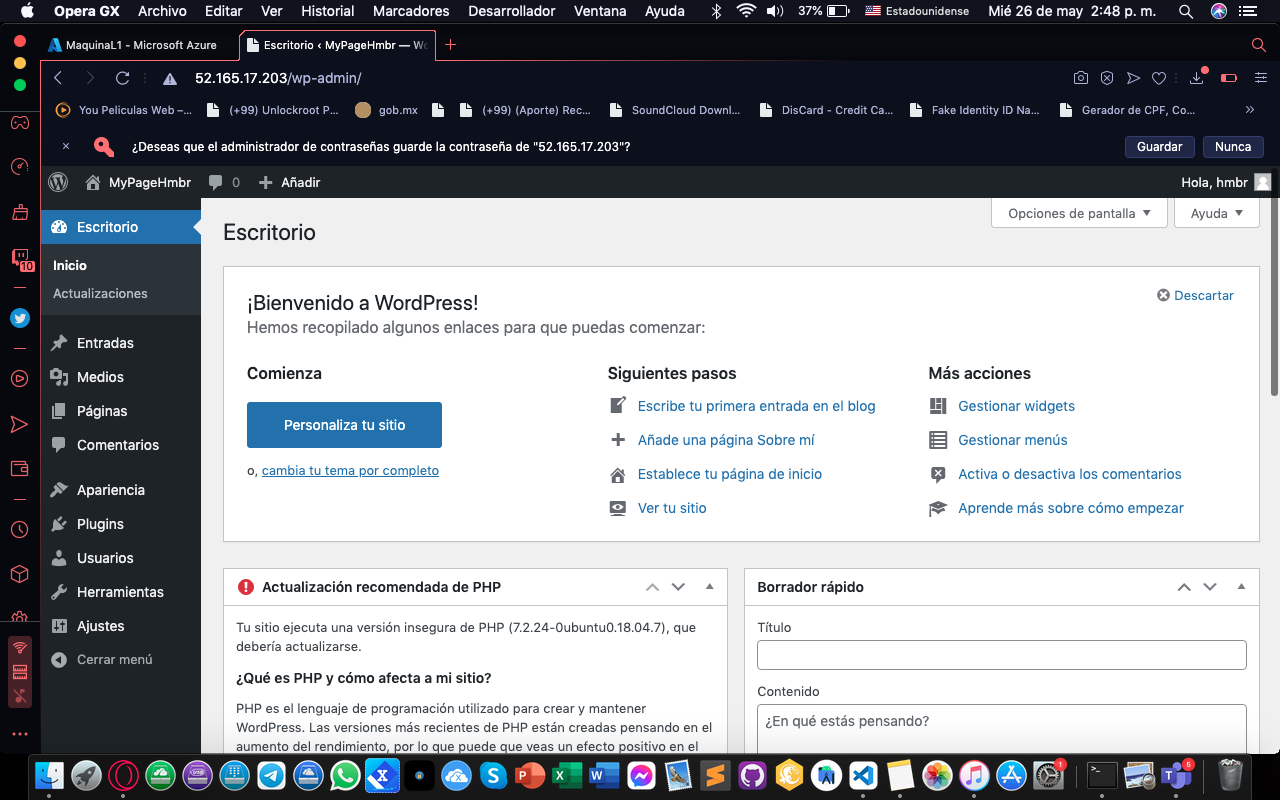 Opera GX Archivo Editar Ver Historial Marcadores Desarrollador Ventana Ayuda 37% Estadounidense Mié 26 de may 2:48 p. m.
MaquinaL1 - Microsoft Azure Escritorio ‹ MyPageHmbr — Wo
52.165.17.203/wp-admin/
You Peliculas Web –... (+99) Unlockroot P... gob.mx (+99) (Aporte) Rec... SoundCloud Downl... DisCard - Credit Ca... Fake Identity ID Na... Gerador de CPF, Co... »
¿Deseas que el administrador de contraseñas guarde la contraseña de "52.165.17.203"? Guardar Nunca
MyPageHmbr 0 Añadir Hola, hmbr
Escritorio
Inicio
Actualizaciones
Entradas
Medios
Páginas
Comentarios
Apariencia
Plugins
Usuarios
Herramientas
Ajustes
Cerrar menú
10
Opciones de pantalla Ayuda
Escritorio
¡Bienvenido a WordPress! Descartar
Hemos recopilado algunos enlaces para que puedas comenzar:
Comienza
Personaliza tu sitio
o, cambia tu tema por completo
Siguientes pasos
Escribe tu primera entrada en el blog
Añade una página Sobre mí
Establece tu página de inicio
Ver tu sitio
Más acciones
Gestionar widgets
Gestionar menús
Activa o desactiva los comentarios
Aprende más sobre cómo empezar
Actualización recomendada de PHP
Tu sitio ejecuta una versión insegura de PHP (7.2.24-0ubuntu0.18.04.7), que
debería actualizarse.
¿Qué es PHP y cómo afecta a mi sitio?
PHP es el lenguaje de programación utilizado para crear y mantener
WordPress. Las versiones más recientes de PHP están creadas pensando en el
aumento del rendimiento, por lo que puede que veas un efecto positivo en el
Borrador rápido
Título
Contenido
¿En qué estás pensando?